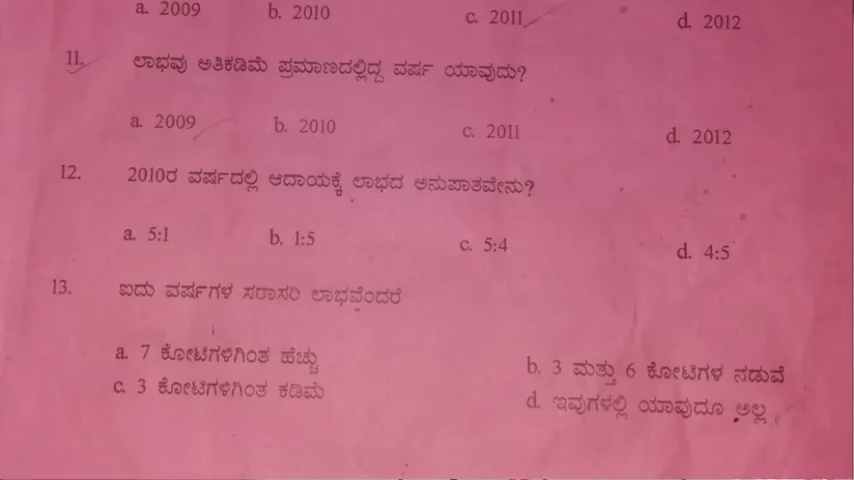 a. 2009 b. 2010 c. 2011 d. 2012
11. ಲಾಭವು ಅತಿಕಡಿಮೆ ಪ್ರಮಾಣದಲ್ಲಿದ್ದ ವರ್ಷ ಯಾವುದು?
a. 2009 b. 2010 c. 2011 d. 2012
12. 2010ರ ವರ್ಷದಲ್ಲಿ ಆದಾಯಕ್ಕೆ ಲಾಭದ ಅನುಪಾತವೇನು?
a. 5:1 b. 1:5 c. 5:4 d. 4:5
13. ಐದು ವರ್ಷಗಳ ಸರಾಸರಿ ಲಾಭವೆಂದರೆ
a. 7 ಕೋಟಿಗಳಿಗಿಂತ ಹೆಚ್ಚು b. 3 ಮತ್ತು 6 ಕೋಟಿಗಳ ನಡುವೆ
c. 3 ಕೋಟಿಗಳಿಗಿಂತ ಕಡಿಮೆ d. ಇವುಗಳಲ್ಲಿ ಯಾವುದೂ ಅಲ್ಲ